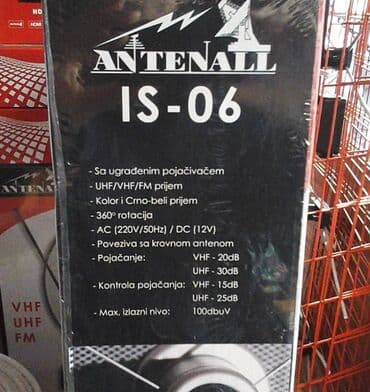 HD
ANTENALL
IS-06
- Sa ugrađenim pojačivačem
- UHF/VHF/FM prijem
- Kolor i Crno-beli prijem
- 360° rotacija
- AC (220V/50Hz) / DC (12V)
- Poveziva sa krovnom antenom
- Pojačanje: VHF - 20dB
UHF - 30dB
- Kontrola pojačanja: VHF - 15dB
UHF - 25dB
- Max. izlazni nivo: 100dbuV
ANTENALL
VHF
UHF
FM